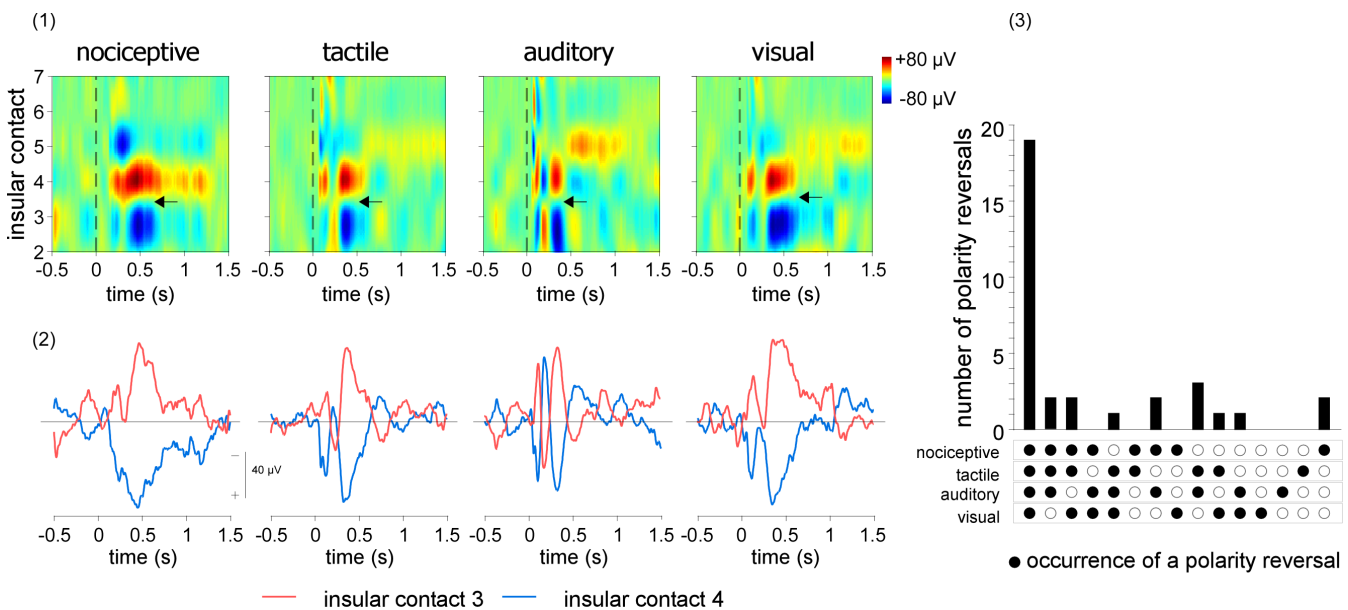 (1)
(3)
nociceptive tactile auditory visual
+80 µV
-80 µV
insular contact
7
6
5
4
3
2
-0.5 0 0.5 1 1.5
-0.5 0 0.5 1 1.5
-0.5 0 0.5 1 1.5
-0.5 0 0.5 1 1.5
time (s) time (s) time (s) time (s)
(2)
40 µV
− +
-0.5 0 0.5 1 1.5
-0.5 0 0.5 1 1.5
-0.5 0 0.5 1 1.5
-0.5 0 0.5 1 1.5
time (s) time (s) time (s) time (s)
insular contact 3 insular contact 4
number of polarity reversals
20
15
10
5
0
nociceptive
tactile
auditory
visual
occurrence of a polarity reversal